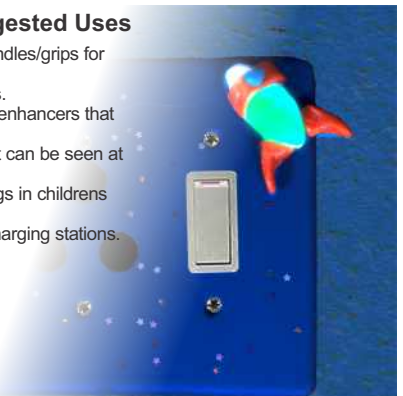 gested Uses
ndles/grips for
s.
enhancers that
t can be seen at
gs in childrens
harging stations.